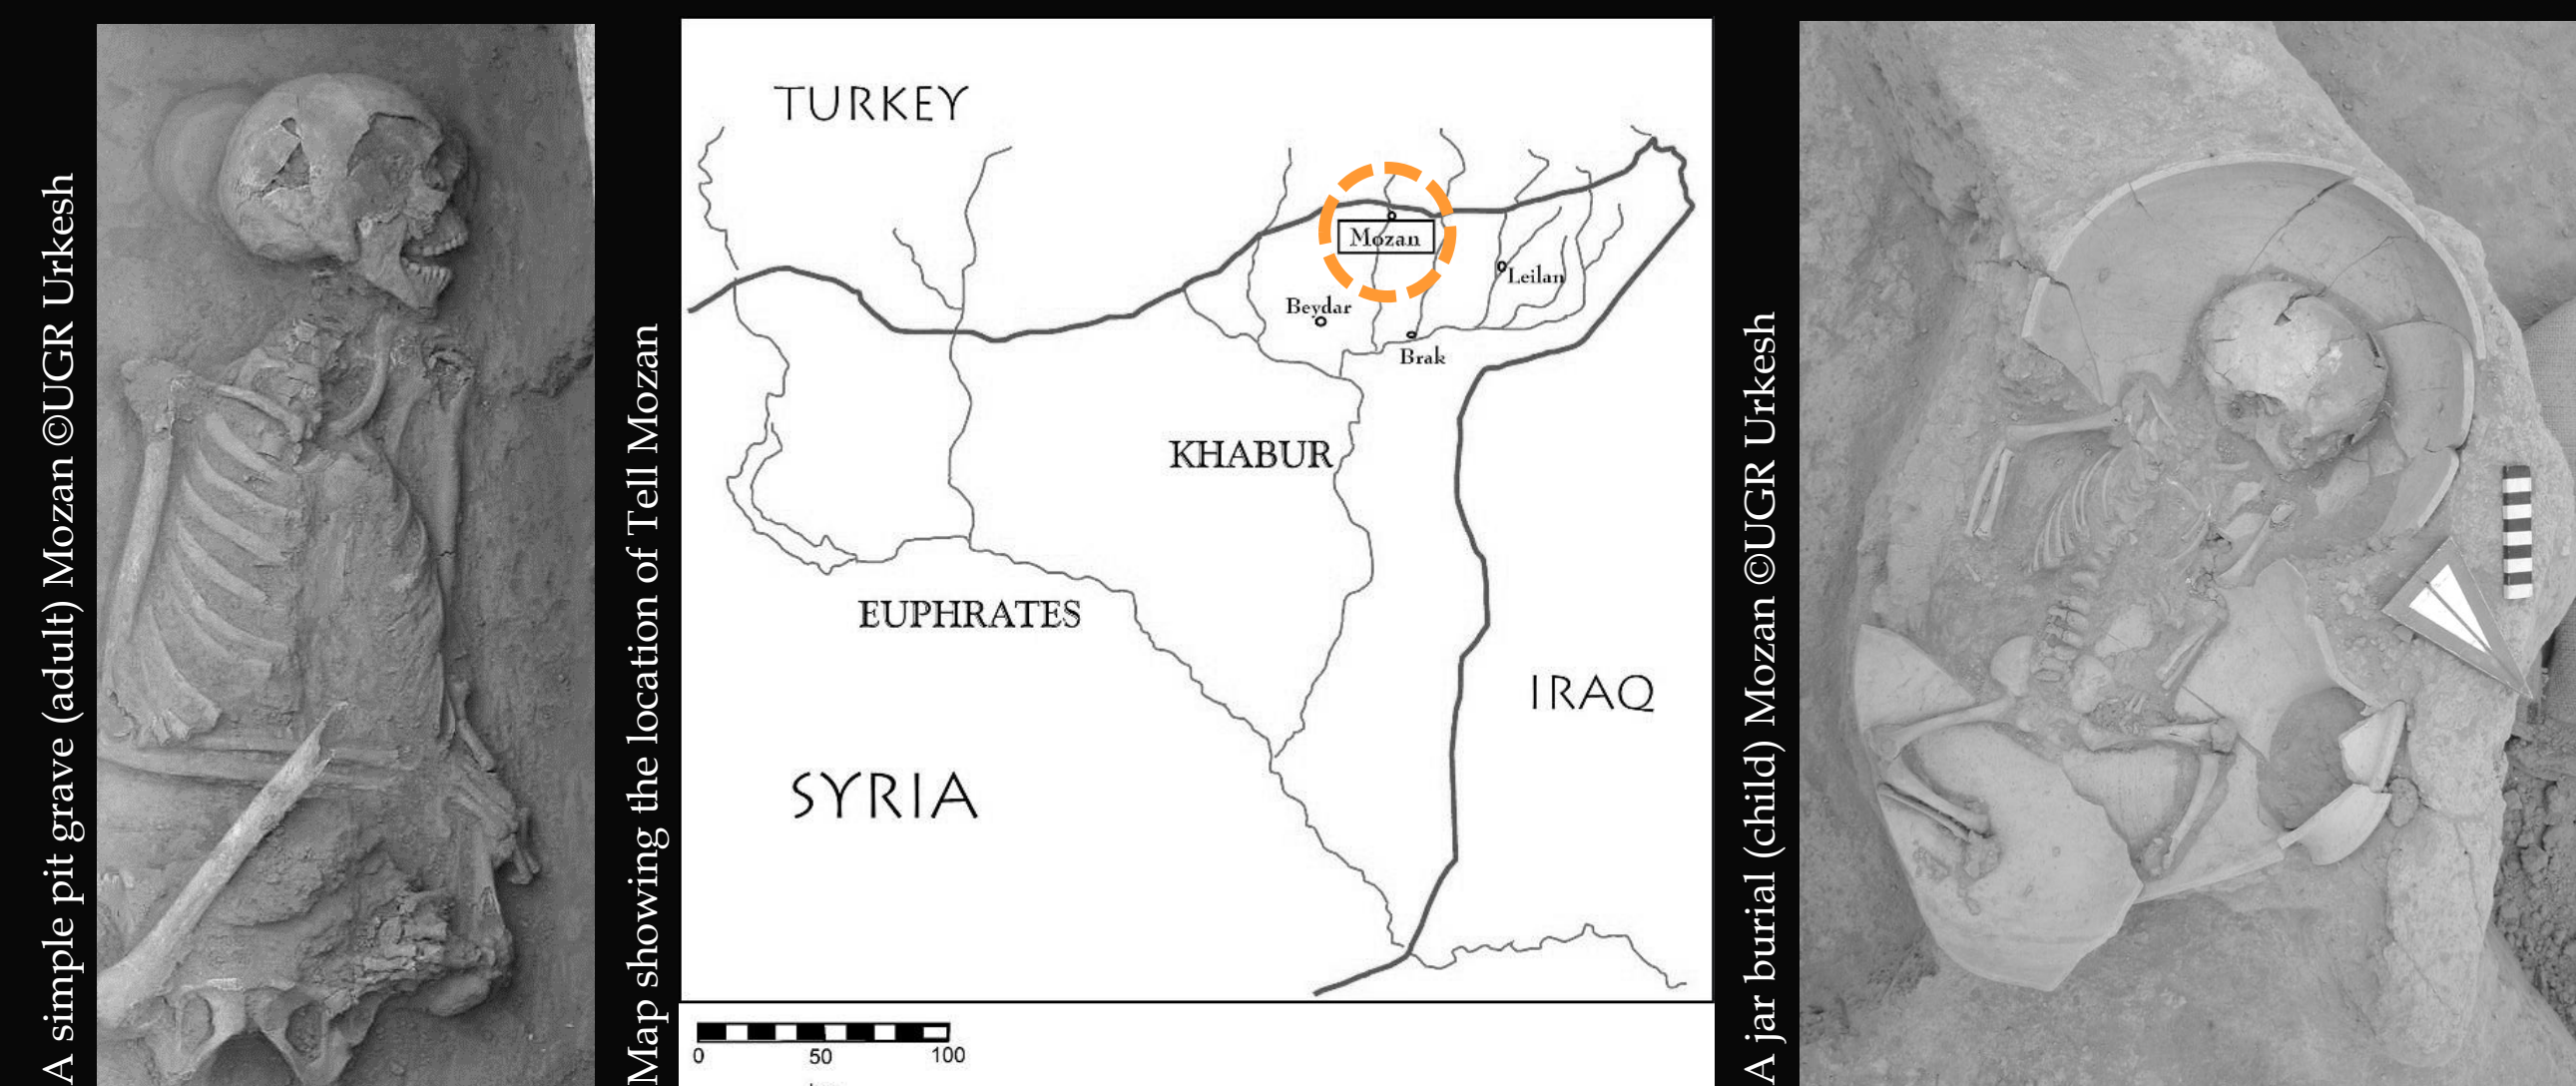 A simple pit grave (adult) Mozan ©UGR Urkesh
Map showing the location of Tell Mozan
TURKEY
Mozan
Leilan
Beydar
Brak
KHABUR
EUPHRATES
IRAQ
SYRIA
0 50 100
A jar burial (child) Mozan ©UGR Urkesh